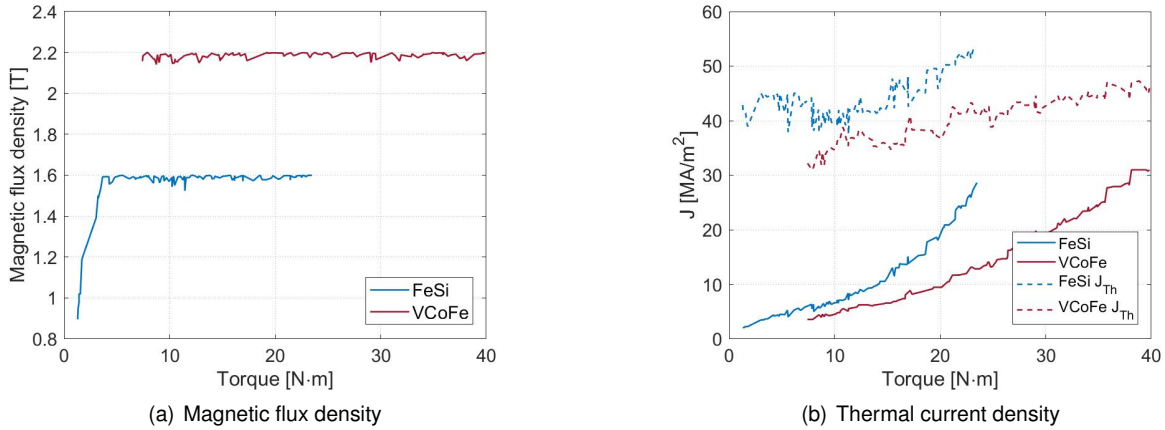 2.4
2.2
2
1.8
1.6
1.4
1.2
1
0.8
Magnetic flux density [T]
0
10
20
30
40
Torque [N·m]
FeSi
VCoFe
(a) Magnetic flux density
60
50
40
30
20
10
0
J [MA/m²]
0
10
20
30
40
Torque [N·m]
FeSi
VCoFe
FeSi J_Th
VCoFe J_Th
(b) Thermal current density